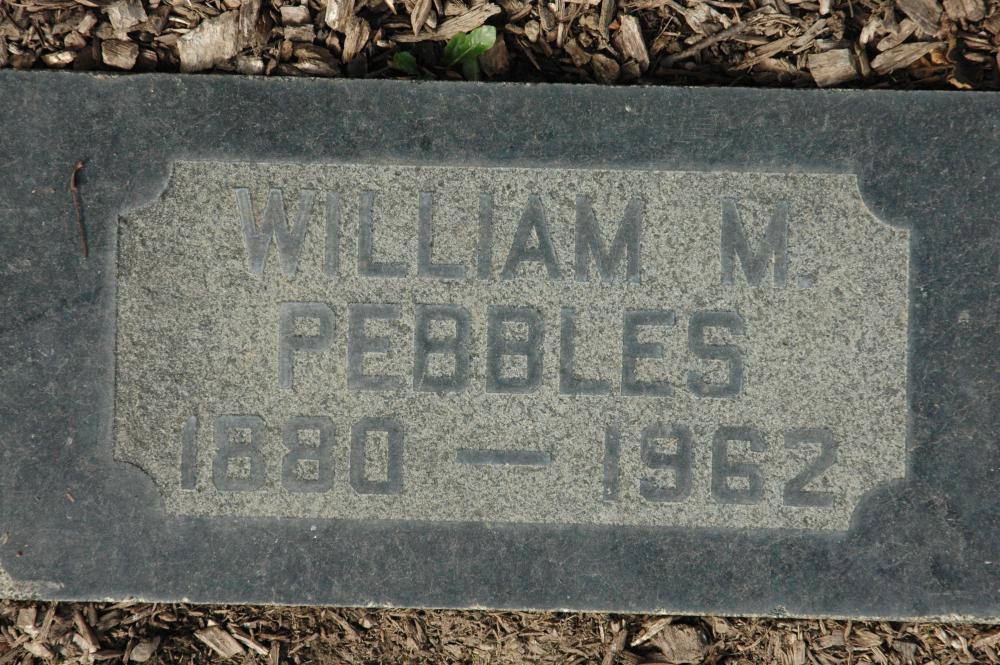 WILLIAM M.
PEBBLES
1880 — 1962